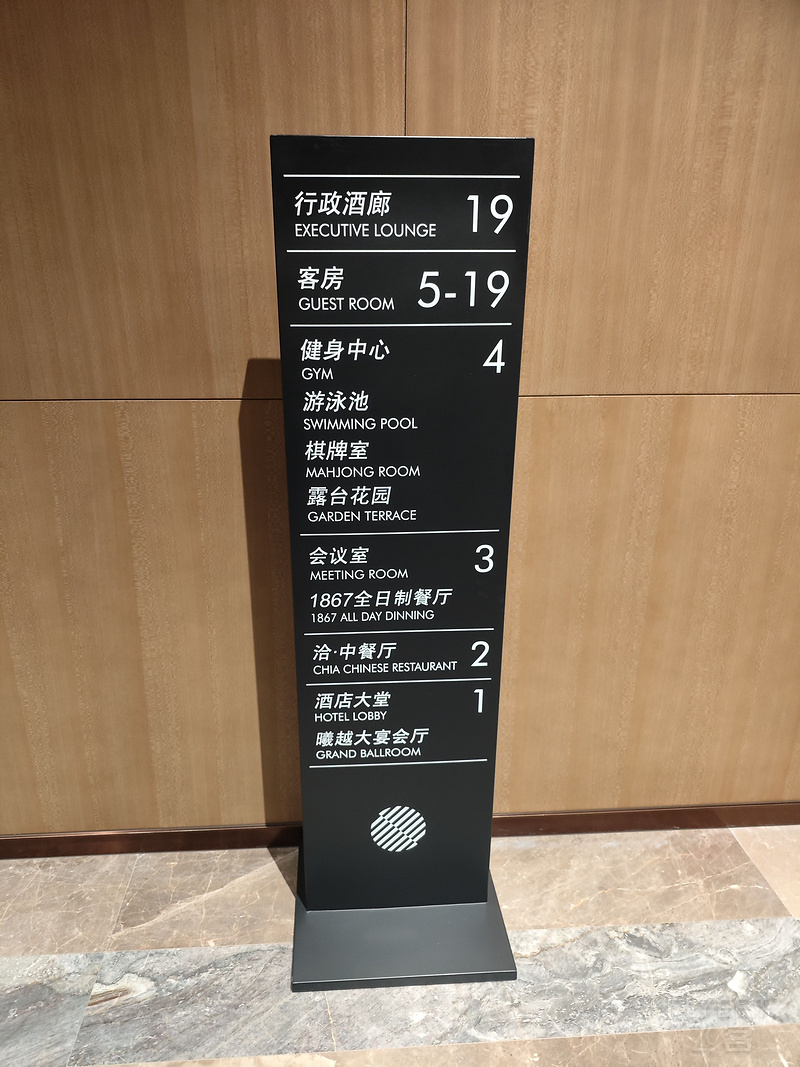 行政酒廊 19
EXECUTIVE LOUNGE
客房 5-19
GUEST ROOM
健身中心 4
GYM
游泳池
SWIMMING POOL
棋牌室
MAHJONG ROOM
露台花园
GARDEN TERRACE
会议室 3
MEETING ROOM
1867全日制餐厅
1867 ALL DAY DINNING
洽·中餐厅 2
CHIA CHINESE RESTAURANT
酒店大堂 1
HOTEL LOBBY
曦越大宴会厅
GRAND BALLROOM